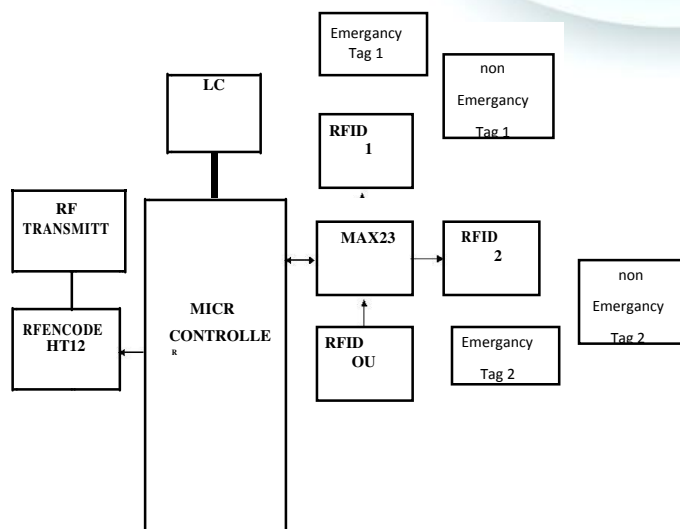 Emergancy
Tag 1
non
Emergancy
Tag 1
LC
RFID
1
RF
TRANSMITT
MAX23
RFID
2
non
Emergancy
Tag 2
MICR
CONTROLLE
R
RFENCODE
HT12
RFID
OU
Emergancy
Tag 2